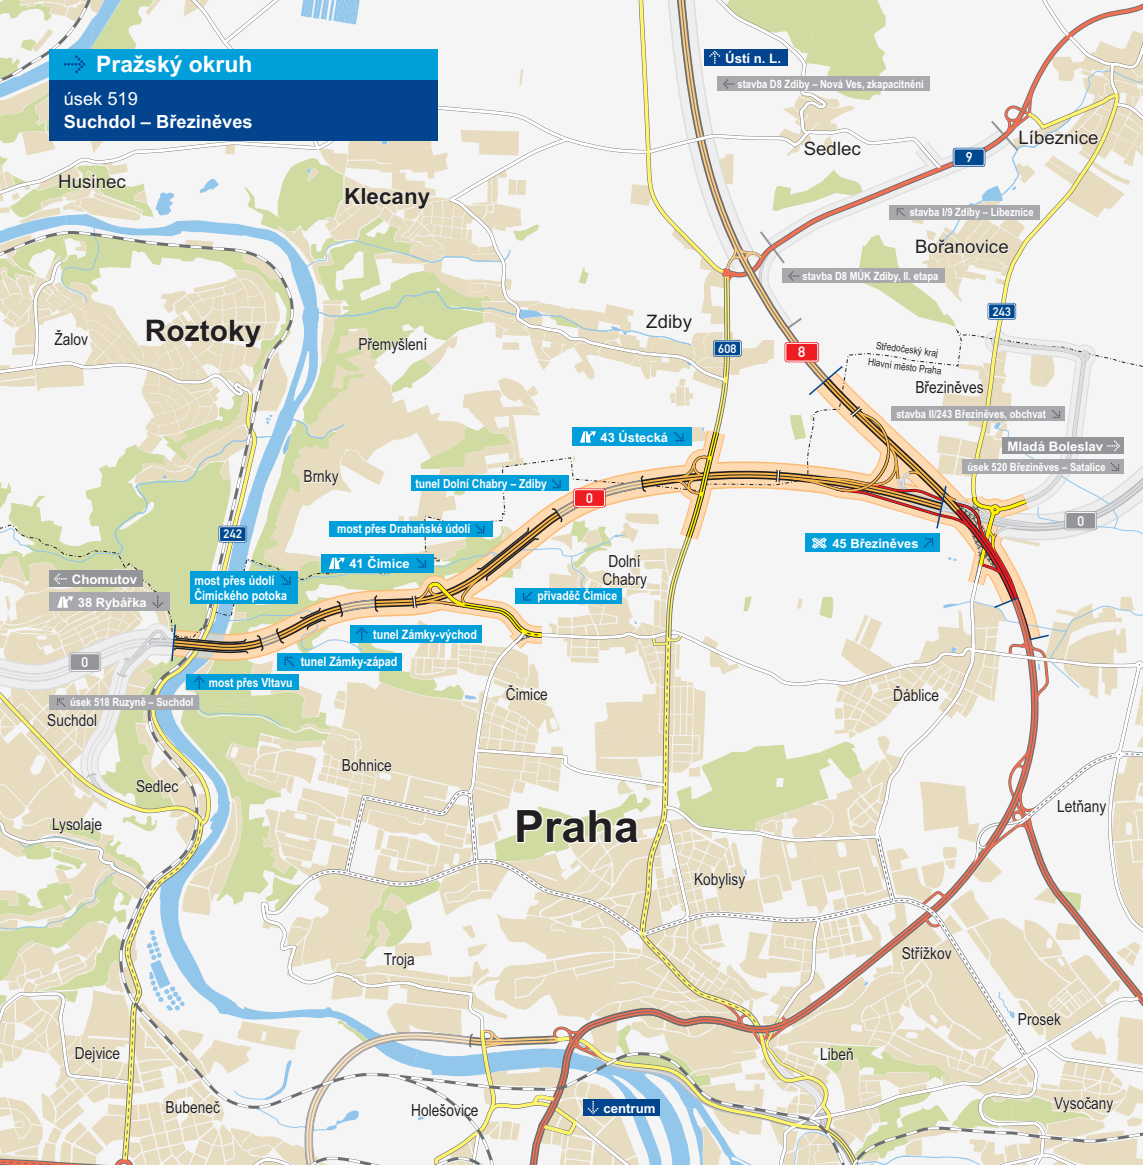 Pražský okruh
úsek 519
Suchdol – Březiněves
Ústí n. L.
stavba D8 Zdiby – Nová Ves, zkapacitnění
Sedlec
Líbeznice
9
Husinec
Klecany
stavba I/9 Zdiby – Líbeznice
Bořanovice
stavba D8 MÚK Zdiby, II. etapa
243
Roztoky
Žalov
Přemyšlení
Zdiby
608
8
Středočeský kraj
Hlavní město Praha
Březiněves
stavba II/243 Březiněves, obchvat
43 Ústecká
Mladá Boleslav
úsek 520 Březiněves – Satalice
Brnky
tunel Dolní Chabry – Zdiby
0
0
most přes Drahaňské údolí
242
45 Březiněves
41 Čimice
Dolní
Chabry
Chomutov
38 Rybářka
most přes údolí
Čimického potoka
přivaděč Čimice
tunel Zámky-východ
0
tunel Zámky-západ
most přes Vltavu
úsek 518 Ruzyně – Suchdol
Suchdol
Čimice
Ďáblice
Bohnice
Sedlec
Lysolaje
Praha
Letňany
Kobylisy
Troja
Střížkov
Prosek
Dejvice
Libeň
Bubeneč
Holešovice
centrum
Vysočany